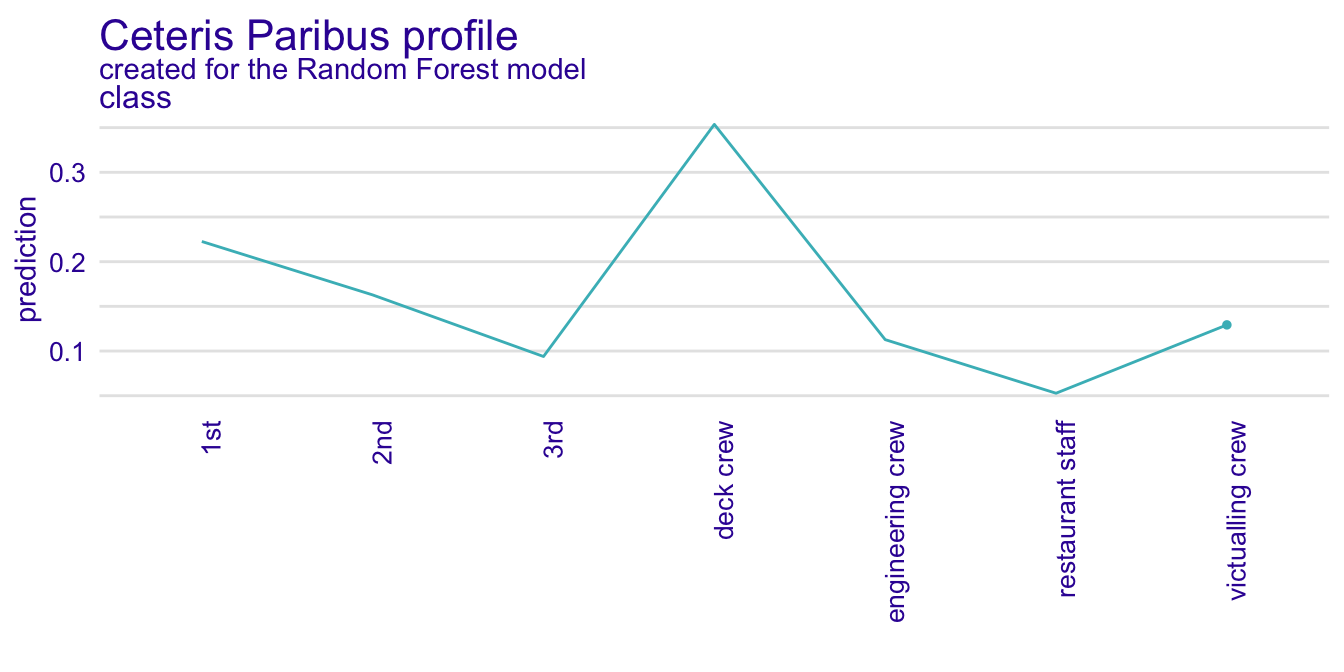 Ceteris Paribus profile
created for the Random Forest model
class
prediction
0.3
0.2
0.1
1st
2nd
3rd
deck crew
engineering crew
restaurant staff
victualling crew